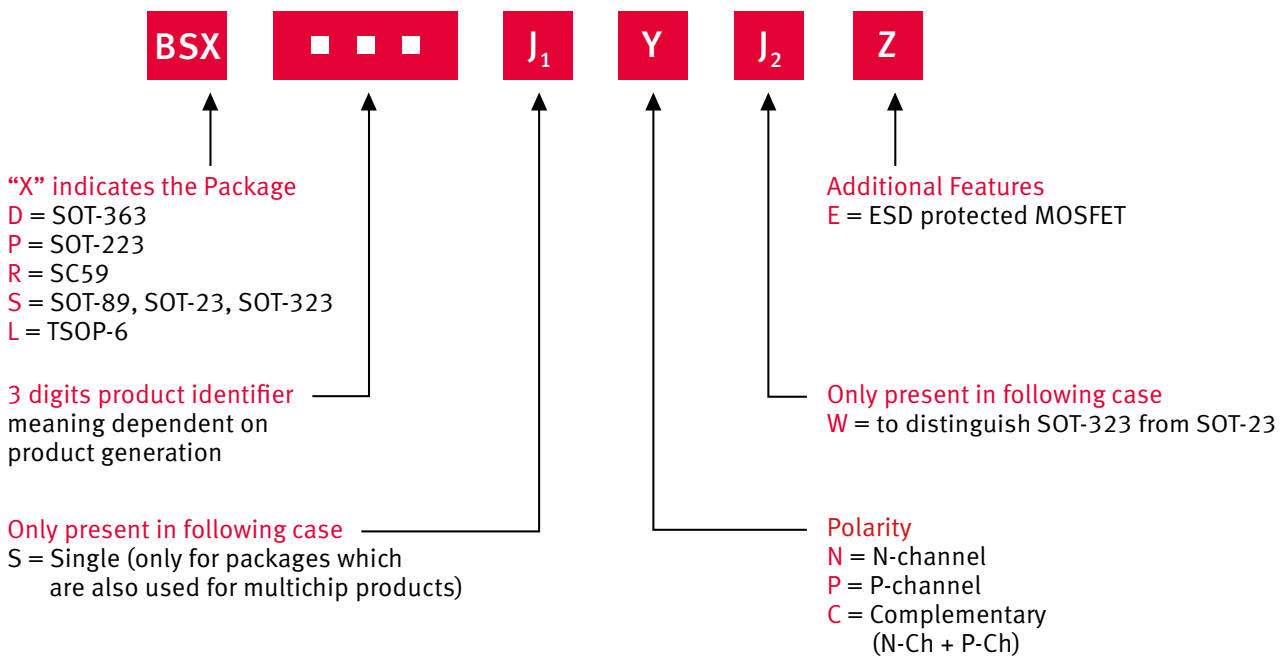 BSX
J₁
Y
J₂
Z
“X” indicates the Package
D = SOT-363
P = SOT-223
R = SC59
S = SOT-89, SOT-23, SOT-323
L = TSOP-6
3 digits product identifier
meaning dependent on
product generation
Only present in following case
S = Single (only for packages which
are also used for multichip products)
Additional Features
E = ESD protected MOSFET
Only present in following case
W = to distinguish SOT-323 from SOT-23
Polarity
N = N-channel
P = P-channel
C = Complementary
(N-Ch + P-Ch)